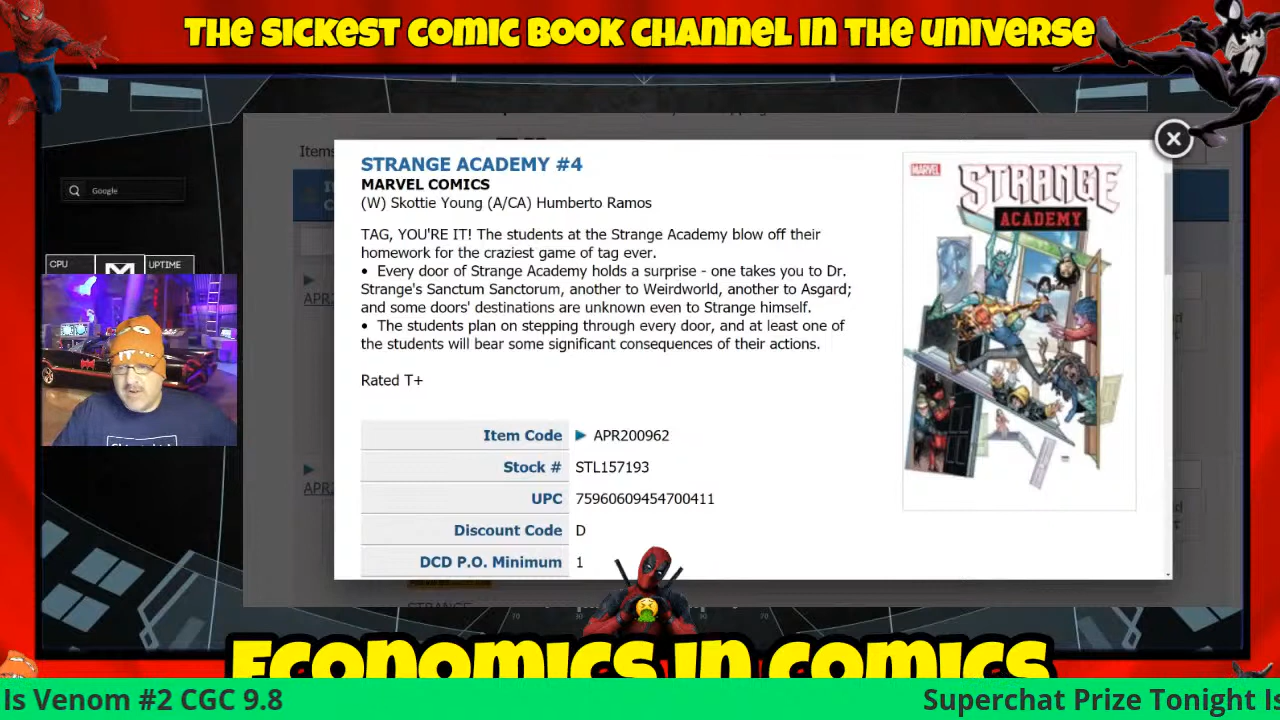 THE SICKEST COMIC BOOK CHANNEL IN THE UNIVERSE
Items
Google
CPU
UPTIME
APR
APR
STRANGE ACADEMY #4
MARVEL COMICS
(W) Skottie Young (A/CA) Humberto Ramos
TAG, YOU'RE IT! The students at the Strange Academy blow off their
homework for the craziest game of tag ever.
• Every door of Strange Academy holds a surprise - one takes you to Dr.
Strange's Sanctum Sanctorum, another to Weirdworld, another to Asgard;
and some doors' destinations are unknown even to Strange himself.
• The students plan on stepping through every door, and at least one of
the students will bear some significant consequences of their actions.
Rated T+
Item Code ► APR200962
Stock # STL157193
UPC 75960609454700411
Discount Code D
DCD P.O. Minimum 1
MARVEL
STRANGE
ACADEMY
STRANGE
ECONOMICS IN COMICS
Is Venom #2 CGC 9.8
Superchat Prize Tonight Is